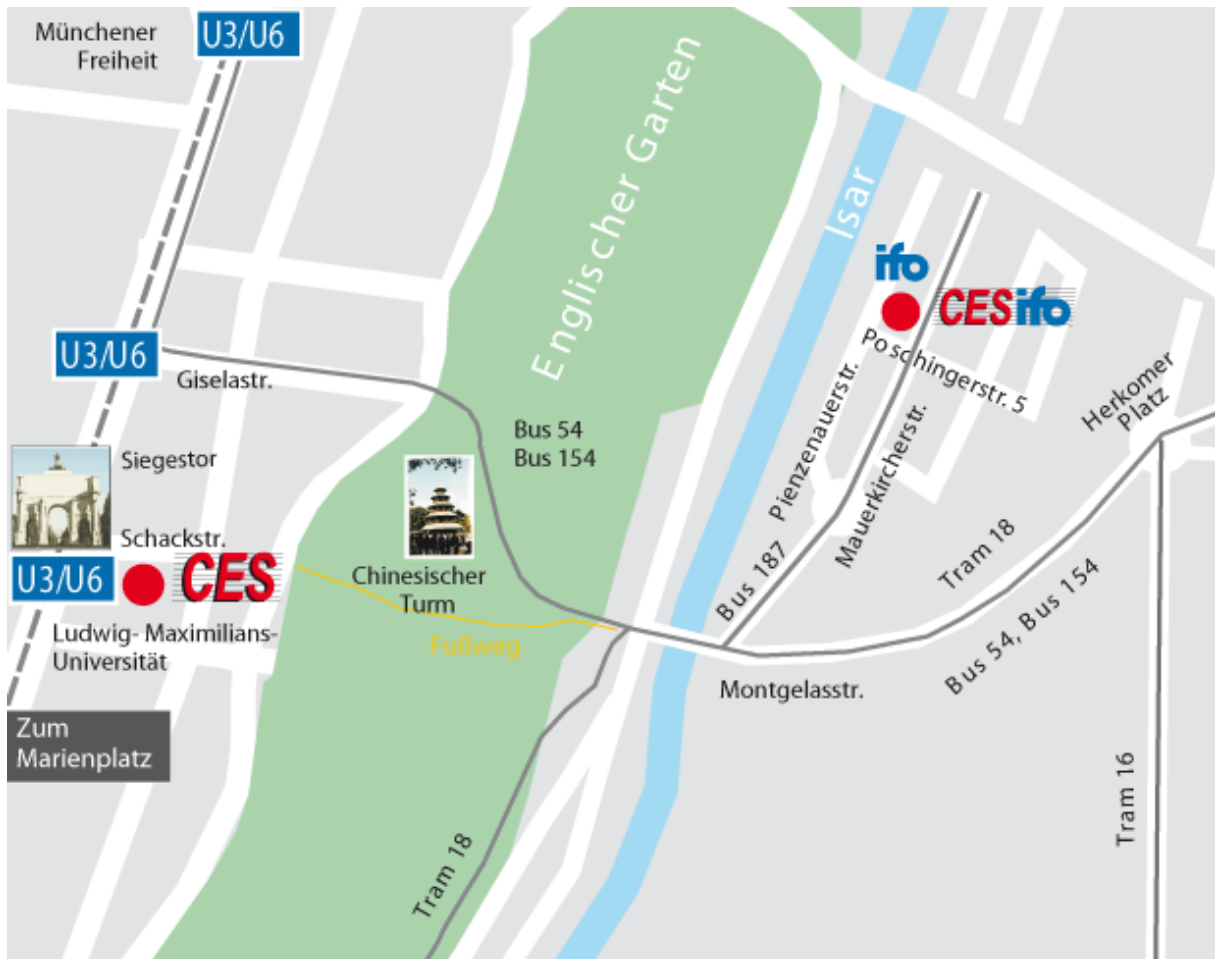 Münchener
Freiheit
U3/U6
Englischer Garten
Isar
ifo
CESifo
Poschingerstr. 5
Pienzenauerstr.
Mauerkircherstr.
Herkomer
Platz
U3/U6
Giselastr.
Bus 54
Bus 154
Siegestor
Schackstr.
U3/U6
CES
Ludwig- Maximilians-
Universität
Chinesischer
Turm
Fußweg
Bus 187
Tram 18
Bus 54, Bus 154
Montgelasstr.
Zum
Marienplatz
Tram 18
Tram 16